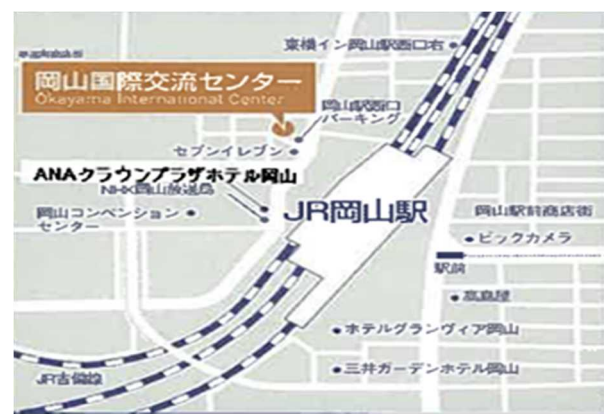 東横イン岡山駅西口右
岡山国際交流センター
Okayama International Center
岡山駅西口
パーキング
セブンイレブン
ANAクラウンプラザホテル岡山
NHK岡山放送局
岡山コンベンション
センター
JR岡山駅
岡山駅前商店街
ビックカメラ
駅前
高島屋
ホテルグランヴィア岡山
三井ガーデンホテル岡山
JR吉備線